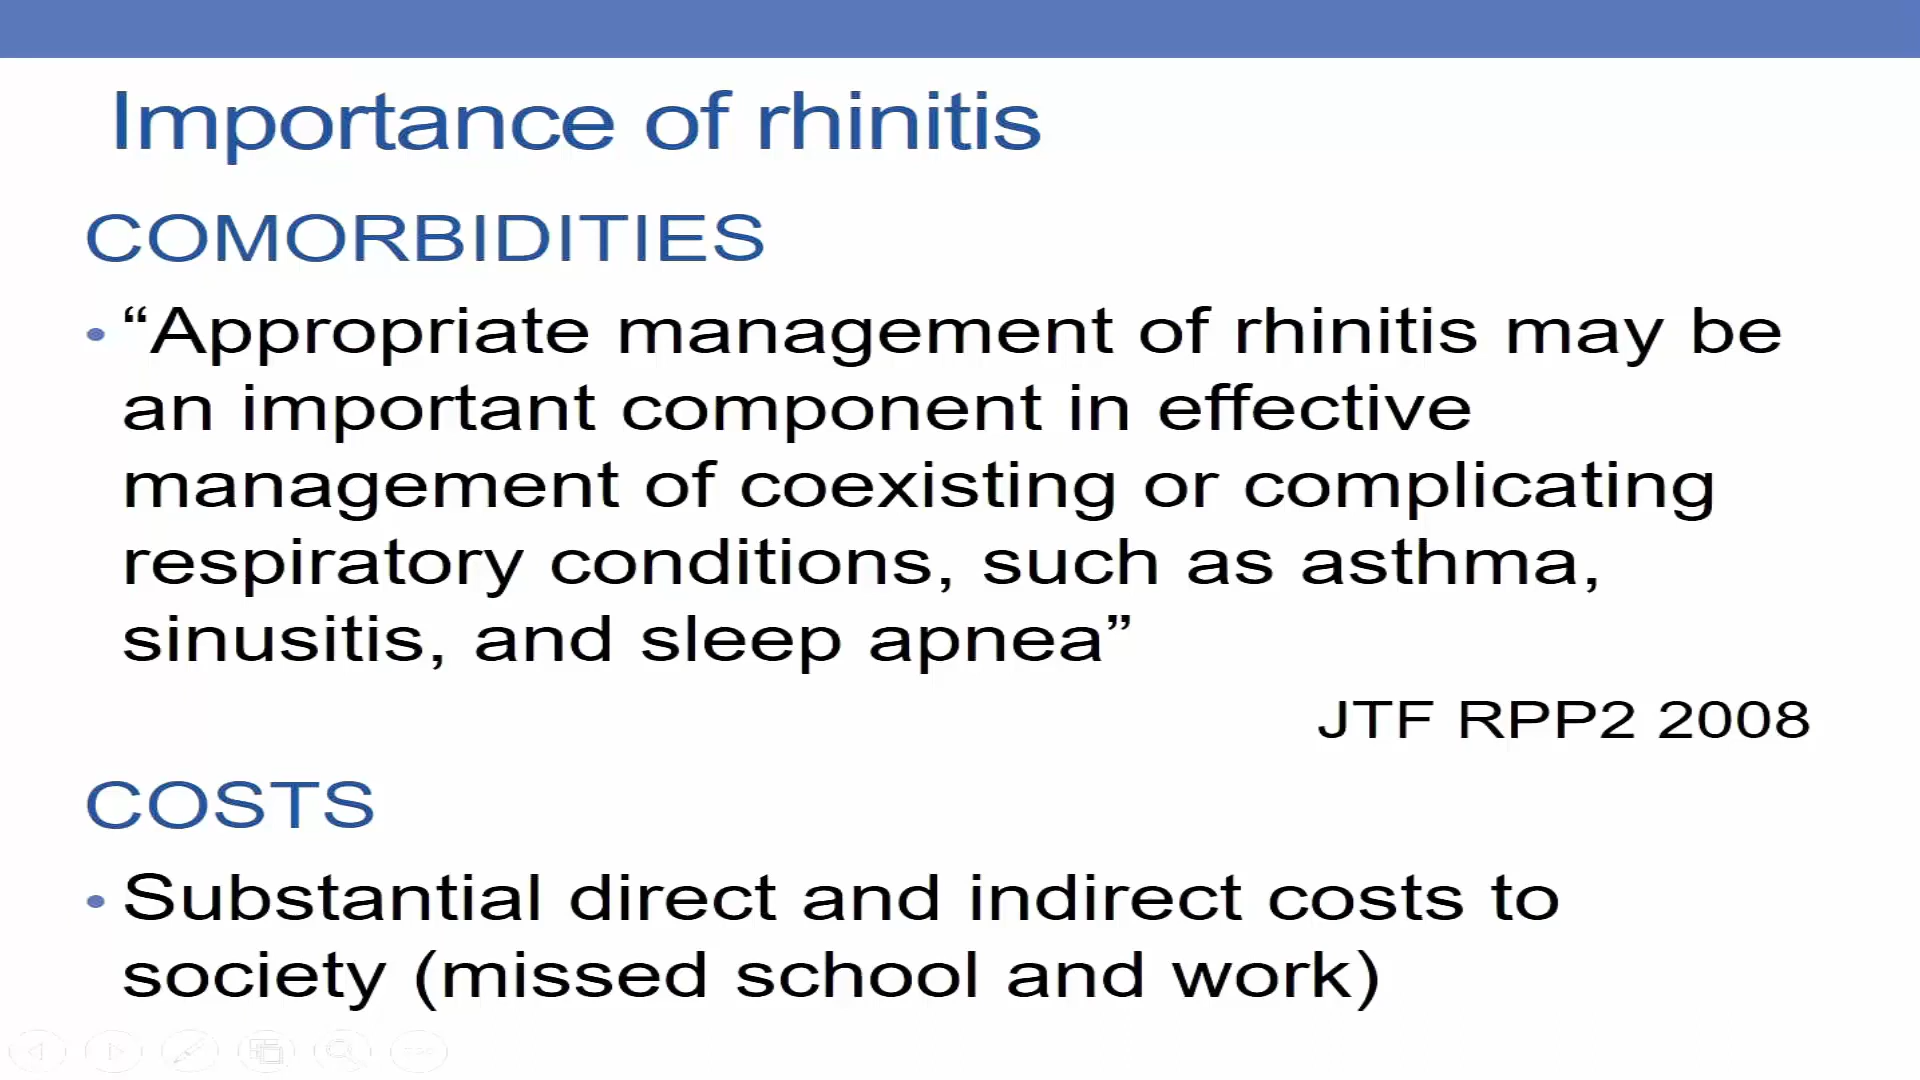 Importance of rhinitis
COMORBIDITIES
• “Appropriate management of rhinitis may be
an important component in effective
management of coexisting or complicating
respiratory conditions, such as asthma,
sinusitis, and sleep apnea”
JTF RPP2 2008
COSTS
• Substantial direct and indirect costs to
society (missed school and work)